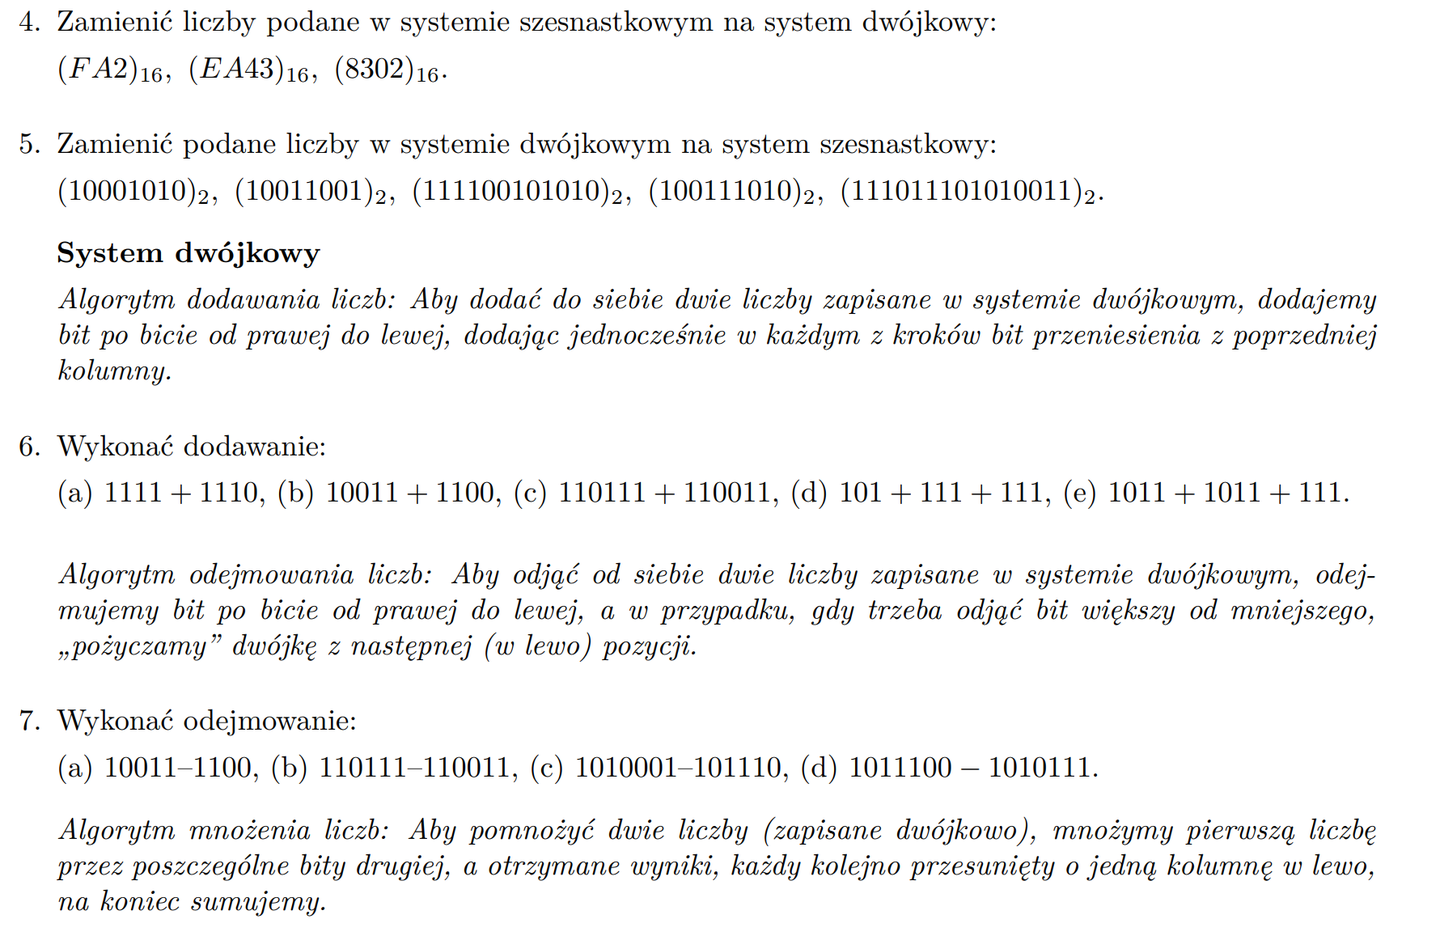 4. Zamienić liczby podane w systemie szesnastkowym na system dwójkowy:
(FA2)₁₆, (EA43)₁₆, (8302)₁₆.
5. Zamienić podane liczby w systemie dwójkowym na system szesnastkowy:
(10001010)₂, (10011001)₂, (111100101010)₂, (100111010)₂, (111011101010011)₂.
System dwójkowy
Algorytm dodawania liczb: Aby dodać do siebie dwie liczby zapisane w systemie dwójkowym, dodajemy
bit po bicie od prawej do lewej, dodając jednocześnie w każdym z kroków bit przeniesienia z poprzedniej
kolumny.
6. Wykonać dodawanie:
(a) 1111 + 1110, (b) 10011 + 1100, (c) 110111 + 110011, (d) 101 + 111 + 111, (e) 1011 + 1011 + 111.
Algorytm odejmowania liczb: Aby odjąć od siebie dwie liczby zapisane w systemie dwójkowym, odej-
mujemy bit po bicie od prawej do lewej, a w przypadku, gdy trzeba odjąć bit większy od mniejszego,
„pożyczamy” dwójkę z następnej (w lewo) pozycji.
7. Wykonać odejmowanie:
(a) 10011–1100, (b) 110111–110011, (c) 1010001–101110, (d) 1011100 − 1010111.
Algorytm mnożenia liczb: Aby pomnożyć dwie liczby (zapisane dwójkowo), mnożymy pierwszą liczbę
przez poszczególne bity drugiej, a otrzymane wyniki, każdy kolejno przesunięty o jedną kolumnę w lewo,
na koniec sumujemy.